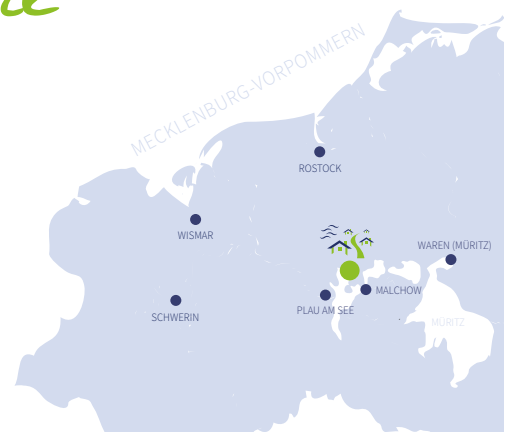 MECKLENBURG-VORPOMMERN
ROSTOCK
WISMAR
WAREN (MÜRITZ)
MALCHOW
PLAU AM SEE
SCHWERIN
MÜRITZ